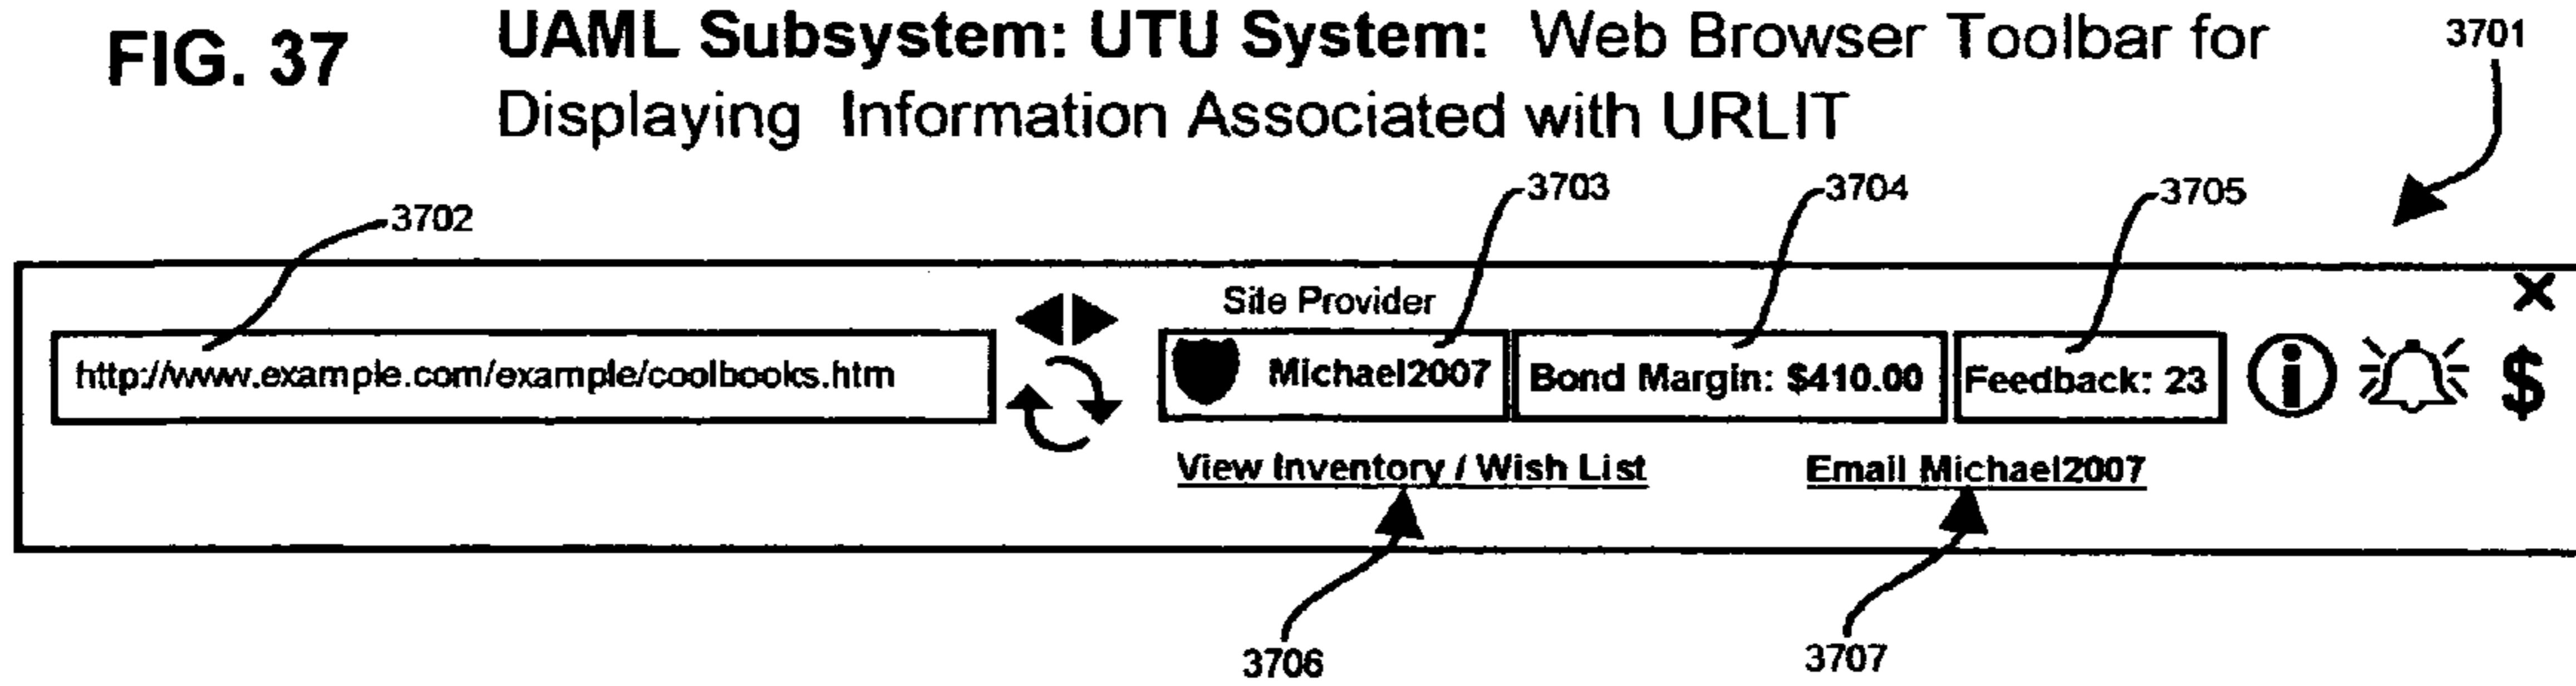 FIG. 37
UAML Subsystem: UTU System: Web Browser Toolbar for
Displaying Information Associated with URLIT
3701
3702
3703
3704
3705
Site Provider
http://www.example.com/example/coolbooks.htm
Michael2007
Bond Margin: $410.00
Feedback: 23
i
$
View Inventory / Wish List
Email Michael2007
3706
3707